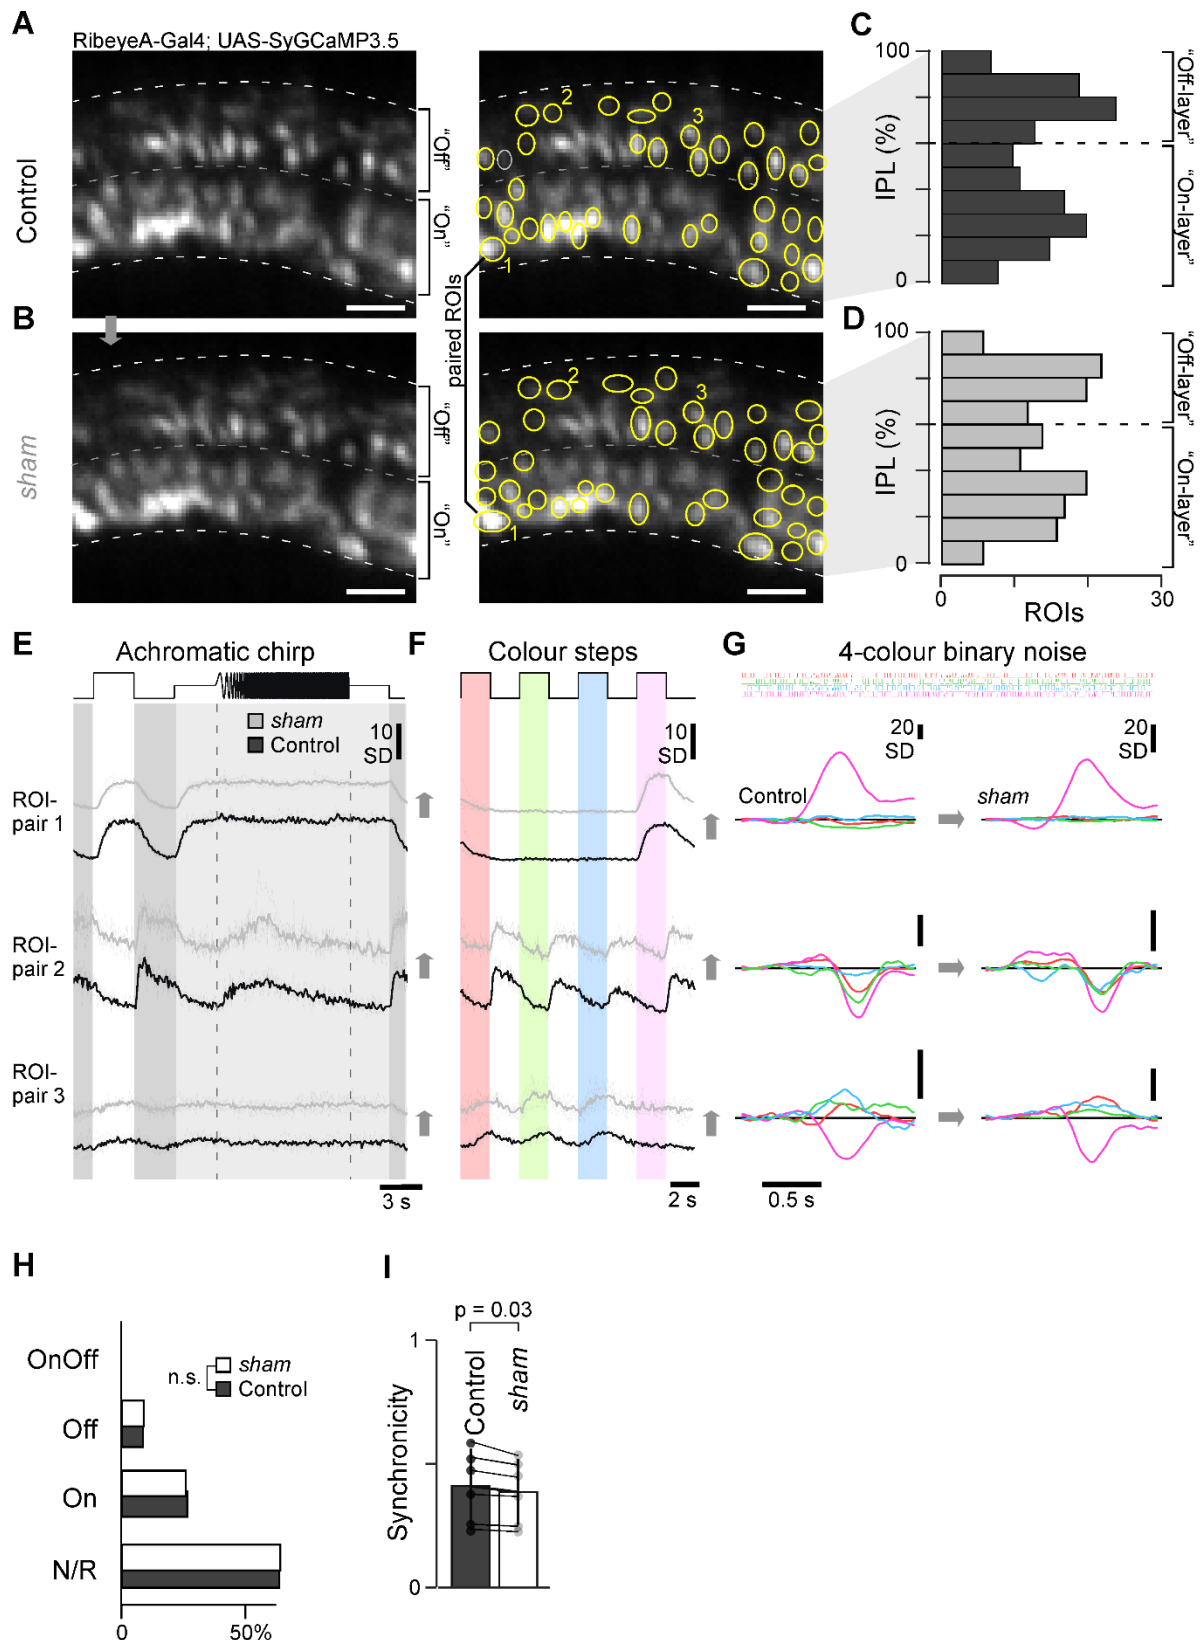 A
RibeyeA-Gal4; UAS-SyGCaMP3.5
Control
"Off"
"On"
2
3
1
paired ROIs
C
100
IPL (%)
0
"Off-layer"
"On-layer"
B
sham
"Off"
"On"
2
3
1
D
100
IPL (%)
0
"Off-layer"
"On-layer"
0
30
ROIs
E
Achromatic chirp
sham
Control
10
SD
ROI-
pair 1
ROI-
pair 2
ROI-
pair 3
3 s
F
Colour steps
10
SD
2 s
G
4-colour binary noise
20
SD
20
SD
Control
sham
0.5 s
H
OnOff
Off
On
N/R
n.s.
sham
Control
0
50%
I
p = 0.03
1
Synchronicity
0
Control
sham